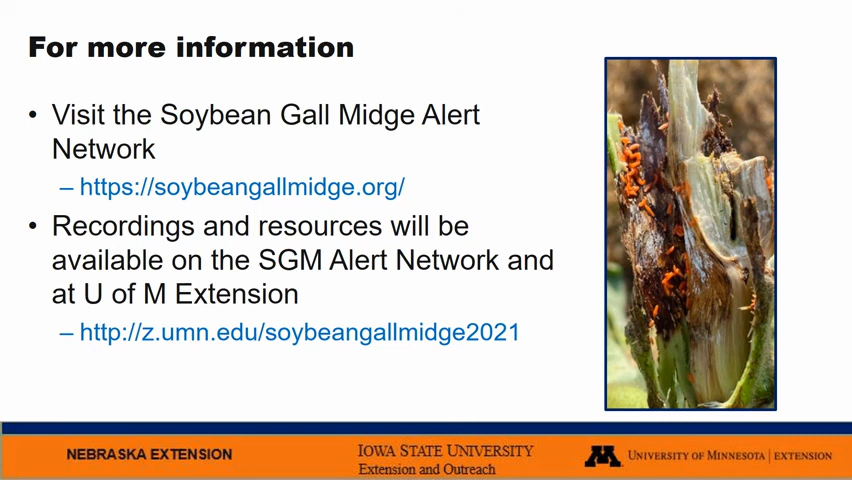 For more information
• Visit the Soybean Gall Midge Alert
Network
– https://soybeangallmidge.org/
• Recordings and resources will be
available on the SGM Alert Network and
at U of M Extension
– http://z.umn.edu/soybeangallmidge2021
NEBRASKA EXTENSION
IOWA STATE UNIVERSITY
Extension and Outreach
M UNIVERSITY OF MINNESOTA | EXTENSION